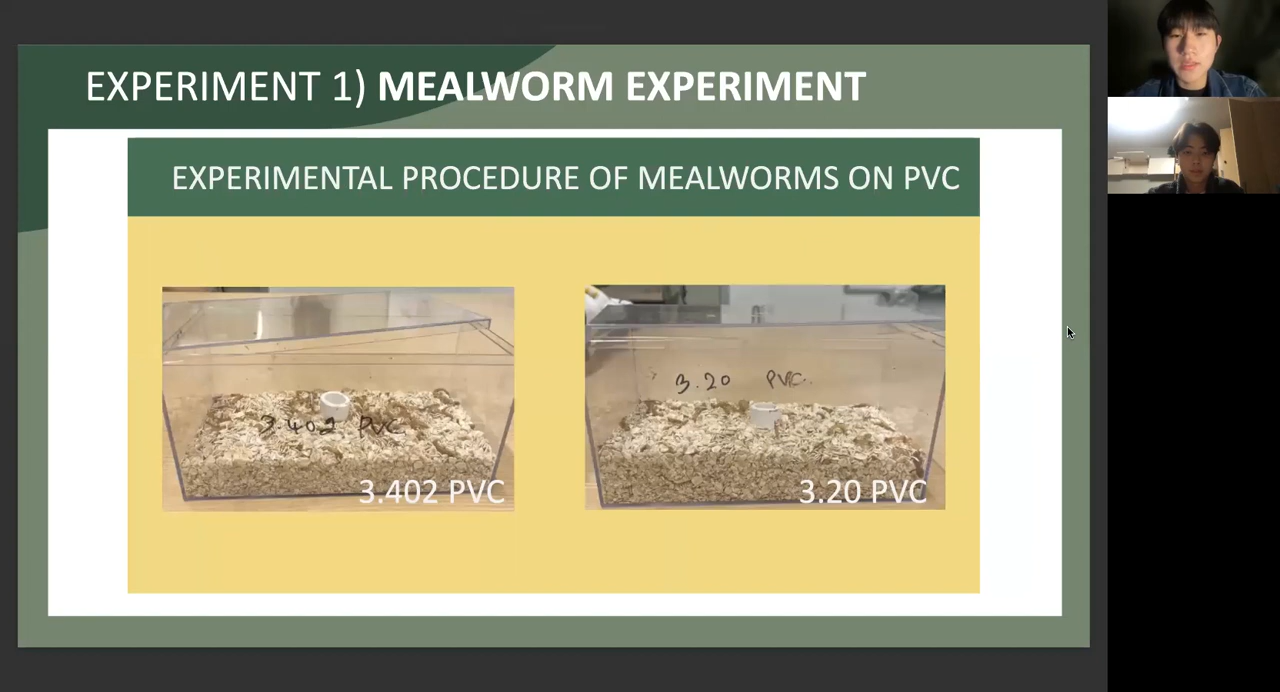 EXPERIMENT 1) MEALWORM EXPERIMENT
EXPERIMENTAL PROCEDURE OF MEALWORMS ON PVC
3.402 PVC
3.402 PVC
3.20 PVC
3.20 PVC